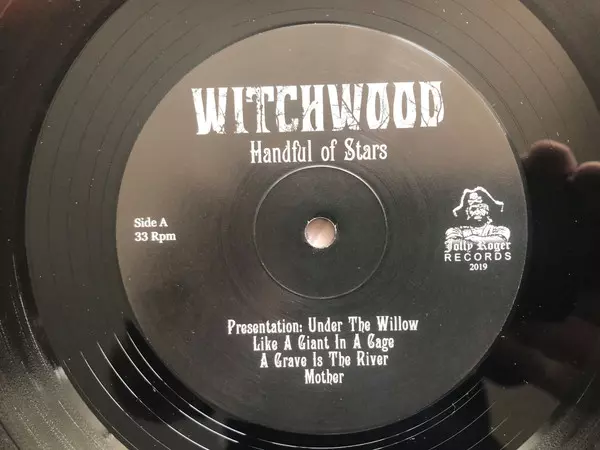 WITCHWOOD
Handful of Stars
Side A
33 Rpm
Jolly Roger
RECORDS
2019
Presentation: Under The Willow
Like A Giant In A Cage
A Grave Is The River
Mother